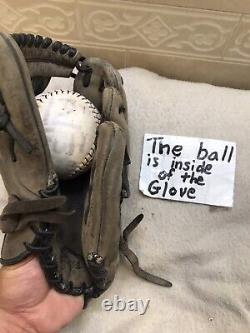 The ball
is inside
of the
Glove
ebay